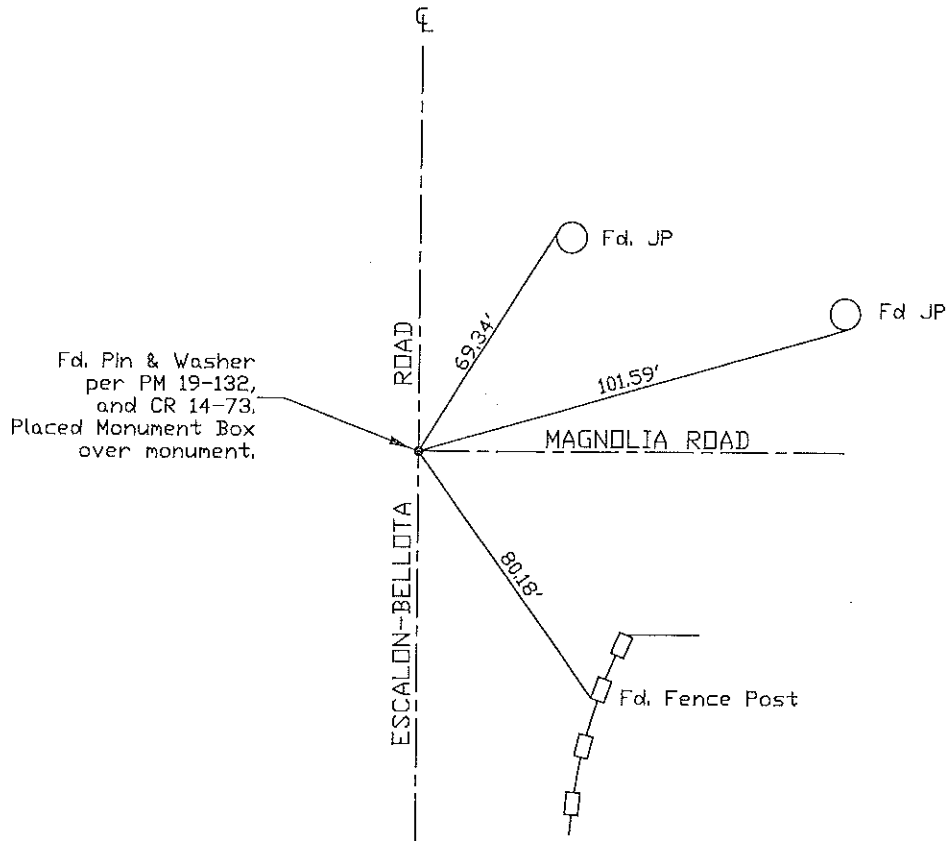 ℄
Fd. JP
Fd JP
ROAD
69.34'
101.59'
Fd. Pin & Washer
per PM 19-132,
and CR 14-73.
Placed Monument Box
over monument.
MAGNOLIA ROAD
ESCALON-BELLOTA
80.18'
Fd. Fence Post